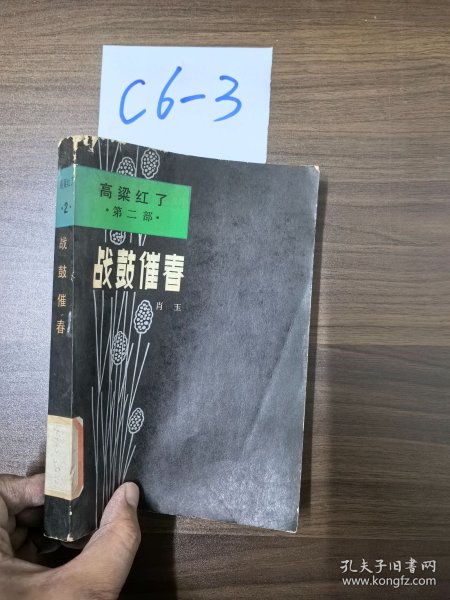 C6-3
高粱红了
·第二部·
战鼓催春
肖玉
高粱红了
·2·
战鼓催春
孔夫子旧书网
www.kongfz.com